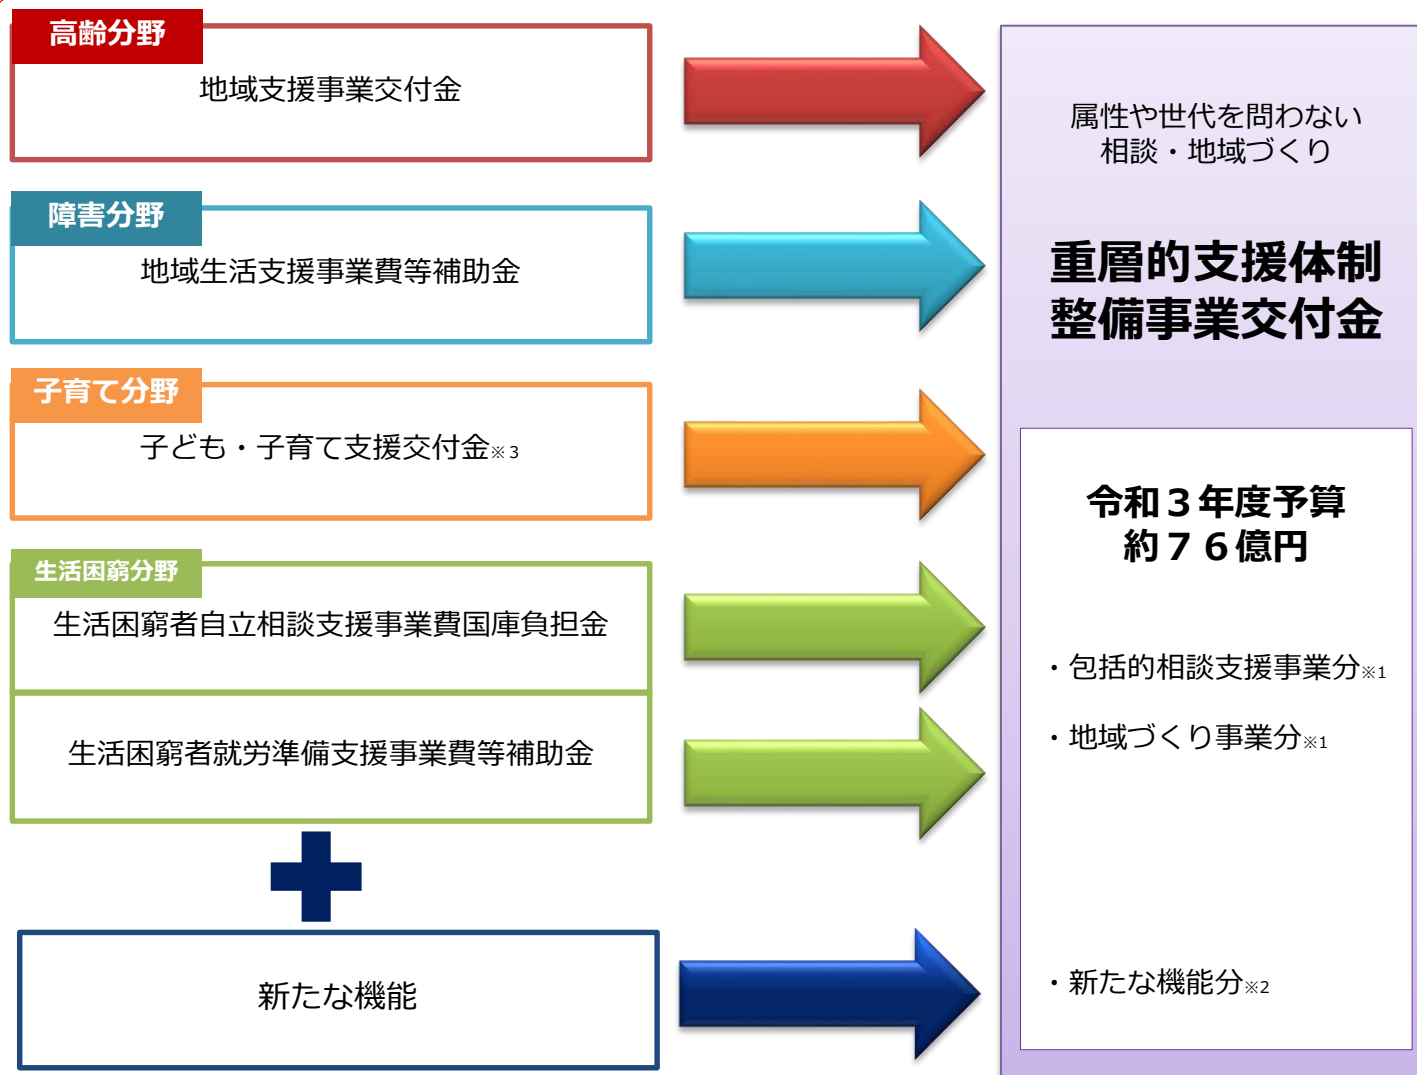 高齢分野
地域支援事業交付金
障害分野
地域生活支援事業費等補助金
子育て分野
子ども・子育て支援交付金※3
生活困窮分野
生活困窮者自立相談支援事業費国庫負担金
生活困窮者就労準備支援事業費等補助金
新たな機能
属性や世代を問わない
相談・地域づくり
重層的支援体制
整備事業交付金
令和３年度予算
約７６億円
・包括的相談支援事業分※1
・地域づくり事業分※1
・新たな機能分※2